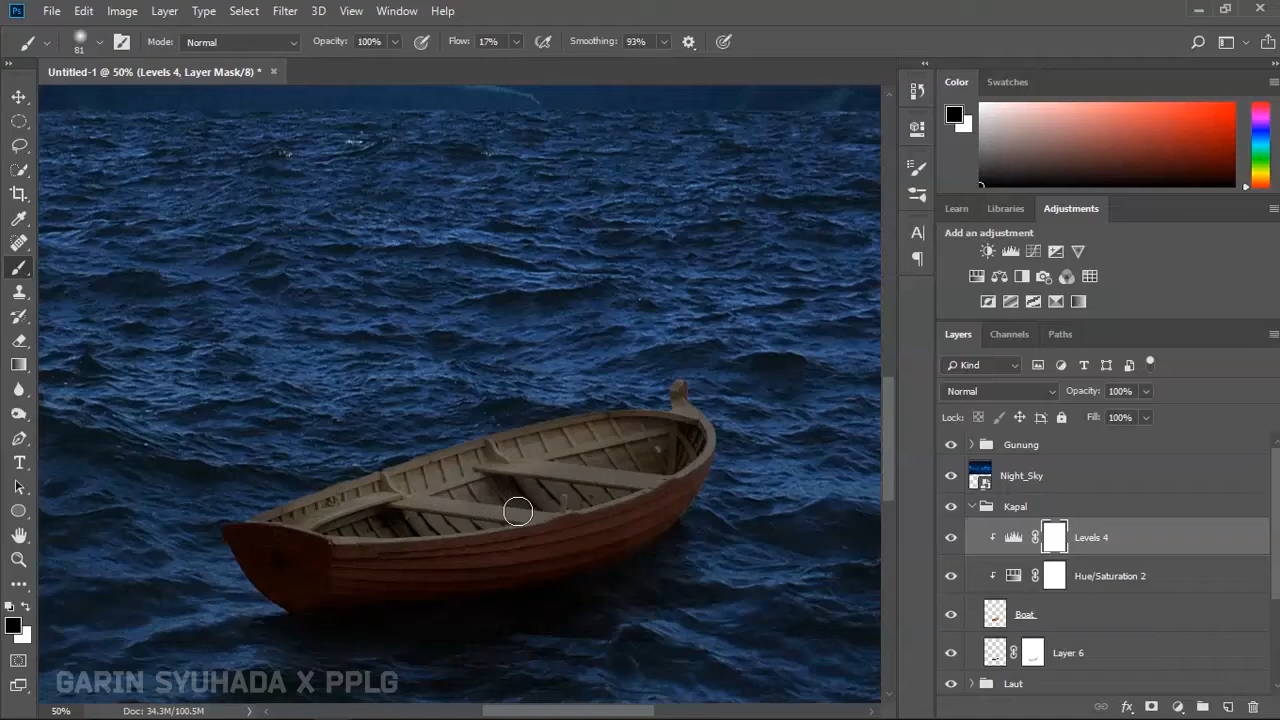 Ps File Edit Image Layer Type Select Filter 3D View Window Help
81 Mode: Normal Opacity: 100% Flow: 17% Smoothing: 93%
Untitled-1 @ 50% (Levels 4, Layer Mask/8) * ×
Color Swatches
Learn Libraries Adjustments
Add an adjustment
Layers Channels Paths
Kind
Normal Opacity: 100%
Lock: Fill: 100%
Gunung
Night_Sky
Kapal
Levels 4
Hue/Saturation 2
Boat
Layer 6
Laut
GARIN SYUHADA X PPLG
50% Doc: 34.3M/100.5M